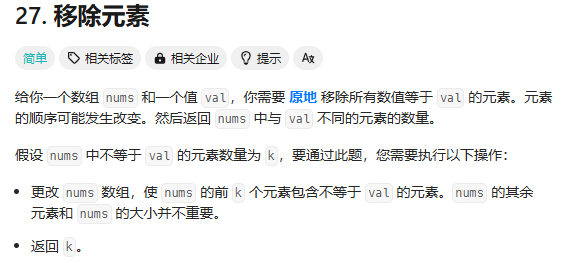 27. 移除元素
简单 相关标签 相关企业 提示 Aあ
给你一个数组 nums 和一个值 val，你需要 原地 移除所有数值等于 val 的元素。元素
的顺序可能发生改变。然后返回 nums 中与 val 不同的元素的数量。
假设 nums 中不等于 val 的元素数量为 k，要通过此题，您需要执行以下操作：
• 更改 nums 数组，使 nums 的前 k 个元素包含不等于 val 的元素。nums 的其余
元素和 nums 的大小并不重要。
• 返回 k。